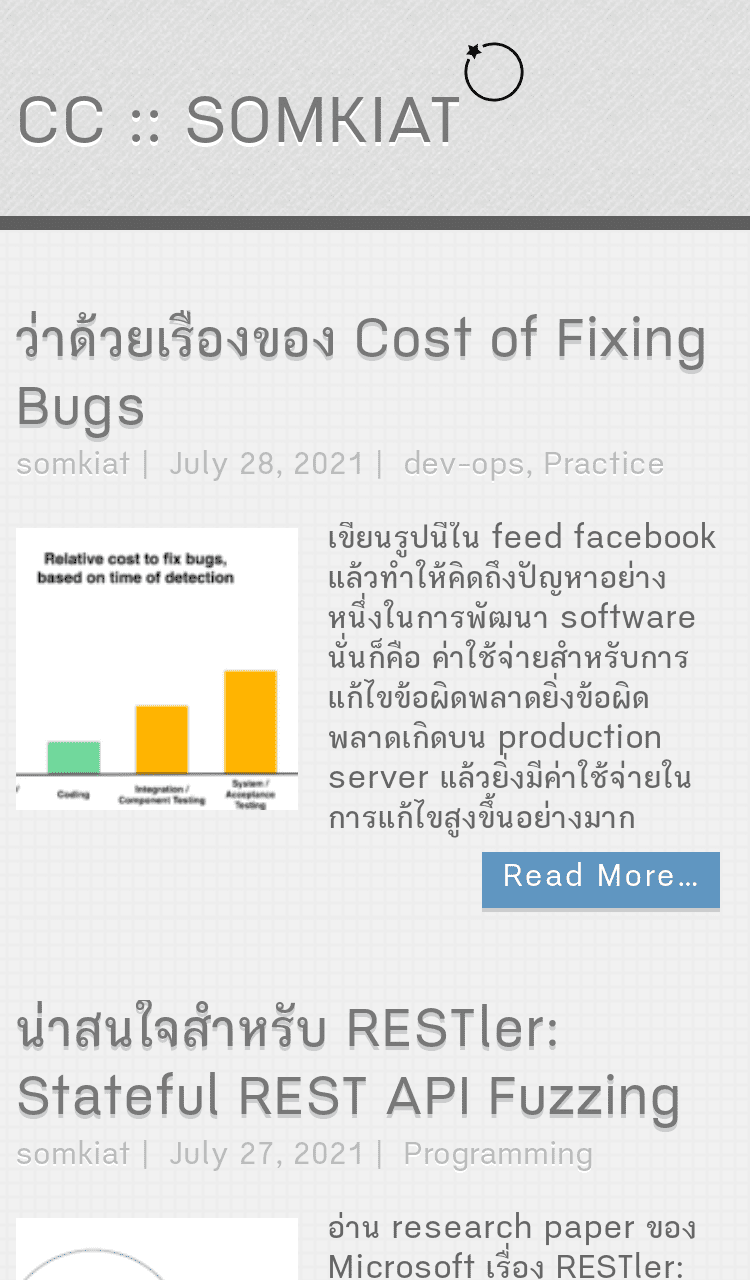 CC :: SOMKIAT
ว่าด้วยเรื่องของ Cost of Fixing
Bugs
somkiat | July 28, 2021 | dev-ops, Practice
Relative cost to fix bugs,
based on time of detection
Coding
Integration /
Component Testing
System /
Acceptance
Testing
เขียนรูปนี้ใน feed facebook
แล้วทำให้คิดถึงปัญหาอย่าง
หนึ่งในการพัฒนา software
นั่นก็คือ ค่าใช้จ่ายสำหรับการ
แก้ไขข้อผิดพลาดยิ่งข้อผิด
พลาดเกิดบน production
server แล้วยิ่งมีค่าใช้จ่ายใน
การแก้ไขสูงขึ้นอย่างมาก
Read More...
น่าสนใจสำหรับ RESTler:
Stateful REST API Fuzzing
somkiat | July 27, 2021 | Programming
อ่าน research paper ของ
Microsoft เรื่อง RESTler: